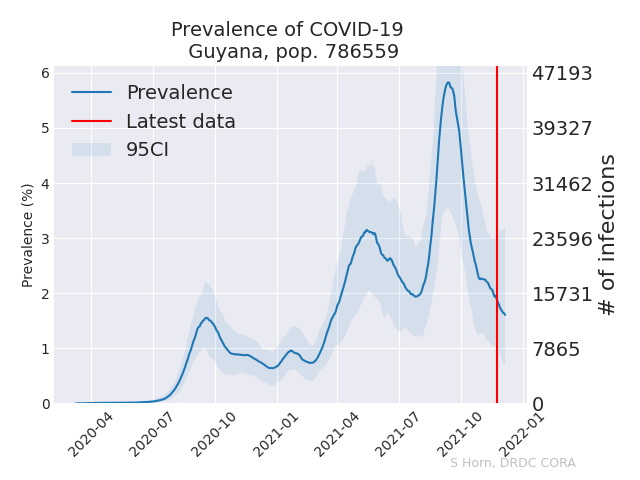 Prevalence of COVID-19
Guyana, pop. 786559
Prevalence
Latest data
95CI
Prevalence (%)
6
5
4
3
2
1
0
47193
39327
31462
23596
15731
7865
0
# of infections
2020-04
2020-07
2020-10
2021-01
2021-04
2021-07
2021-10
2022-01
S Horn, DRDC CORA